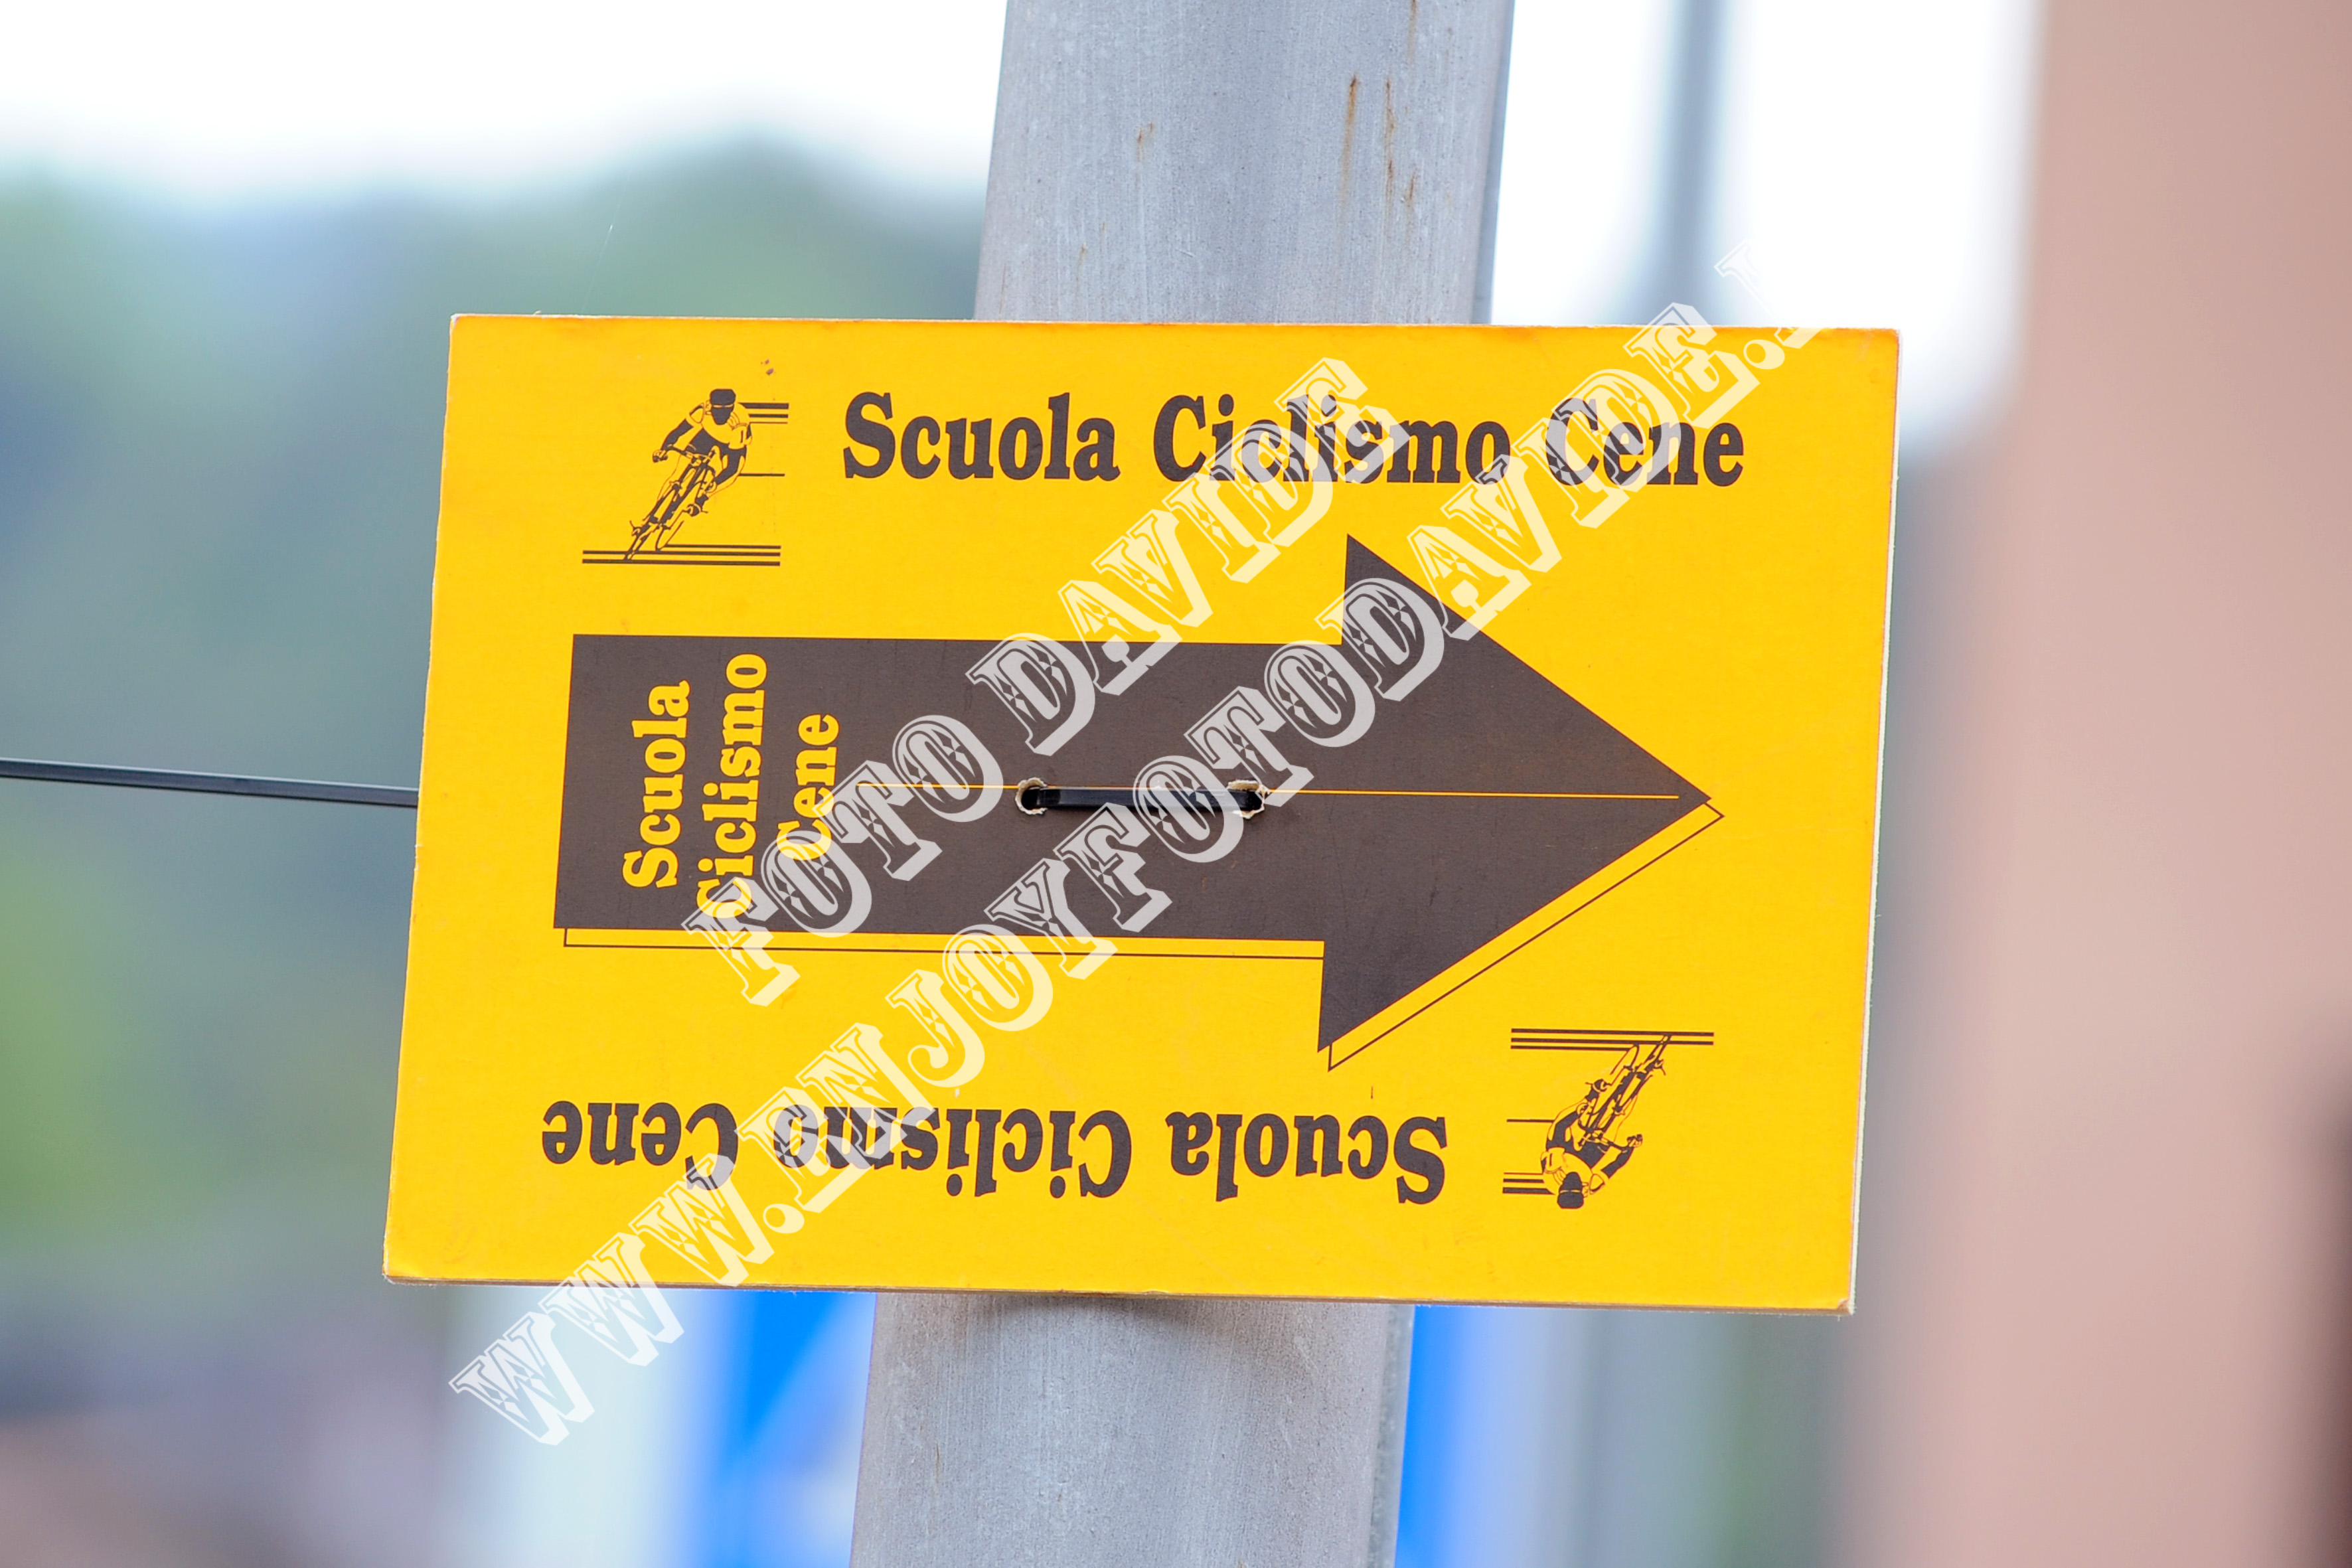 Scuola Ciclismo Cene
Scuola
Ciclismo
Cene
Scuola Ciclismo Cene
FOTO DAVIDE
WWW.ENJOYFOTODAVIDE.